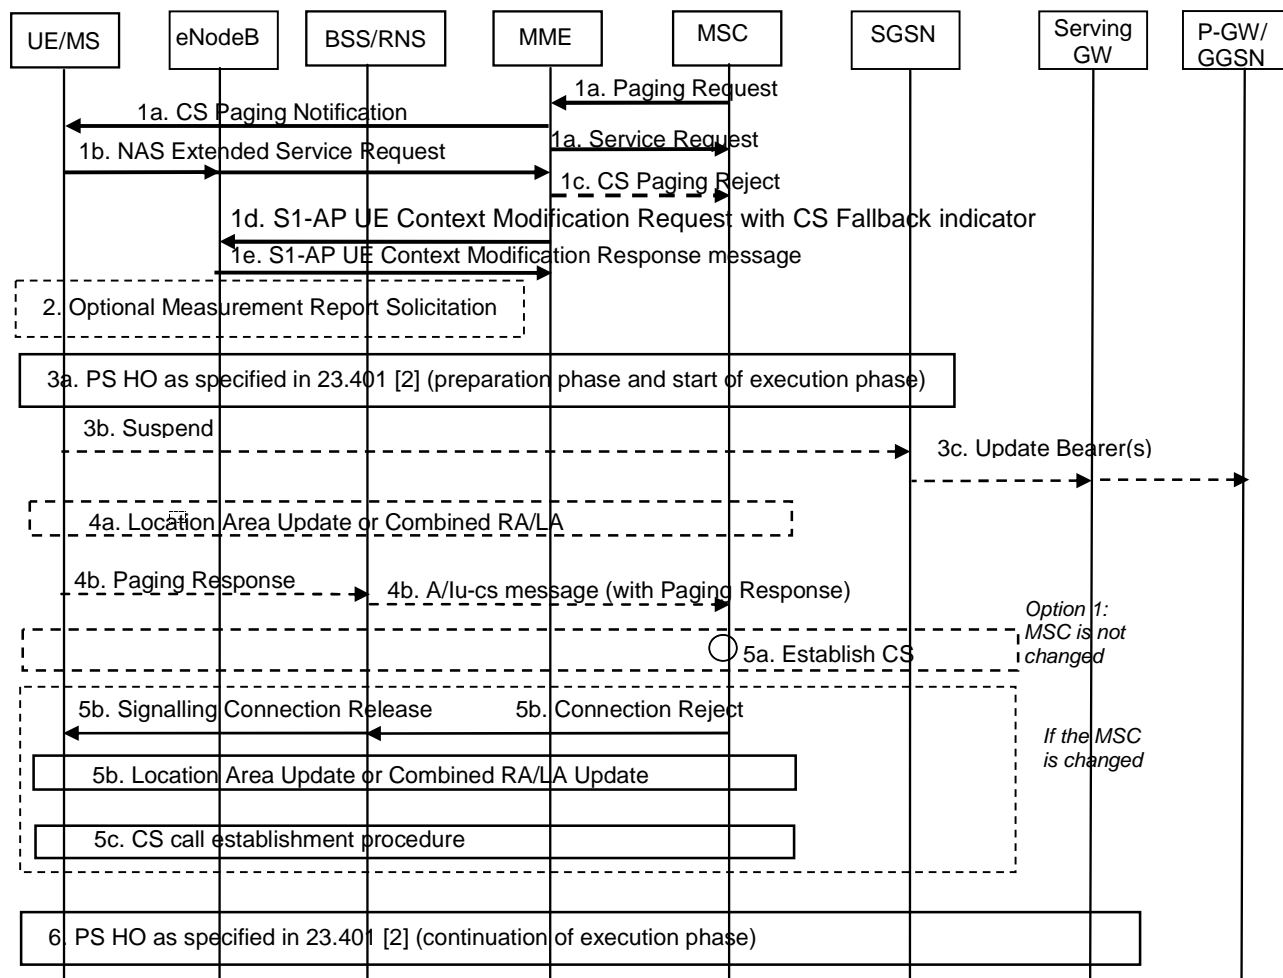 UE/MS
eNodeB
BSS/RNS
MME
MSC
SGSN
Serving
GW
P-GW/
GGSN
1a. Paging Request
1a. CS Paging Notification
1a. Service Request
1b. NAS Extended Service Request
1c. CS Paging Reject
1d. S1-AP UE Context Modification Request with CS Fallback indicator
1e. S1-AP UE Context Modification Response message
2. Optional Measurement Report Solicitation
3a. PS HO as specified in 23.401 [2] (preparation phase and start of execution phase)
3b. Suspend
3c. Update Bearer(s)
4a. Location Area Update or Combined RA/LA
4b. Paging Response
4b. A/Iu-cs message (with Paging Response)
Option 1:
MSC is not
changed
5a. Establish CS
5b. Signalling Connection Release
5b. Connection Reject
If the MSC
is changed
5b. Location Area Update or Combined RA/LA Update
5c. CS call establishment procedure
6. PS HO as specified in 23.401 [2] (continuation of execution phase)